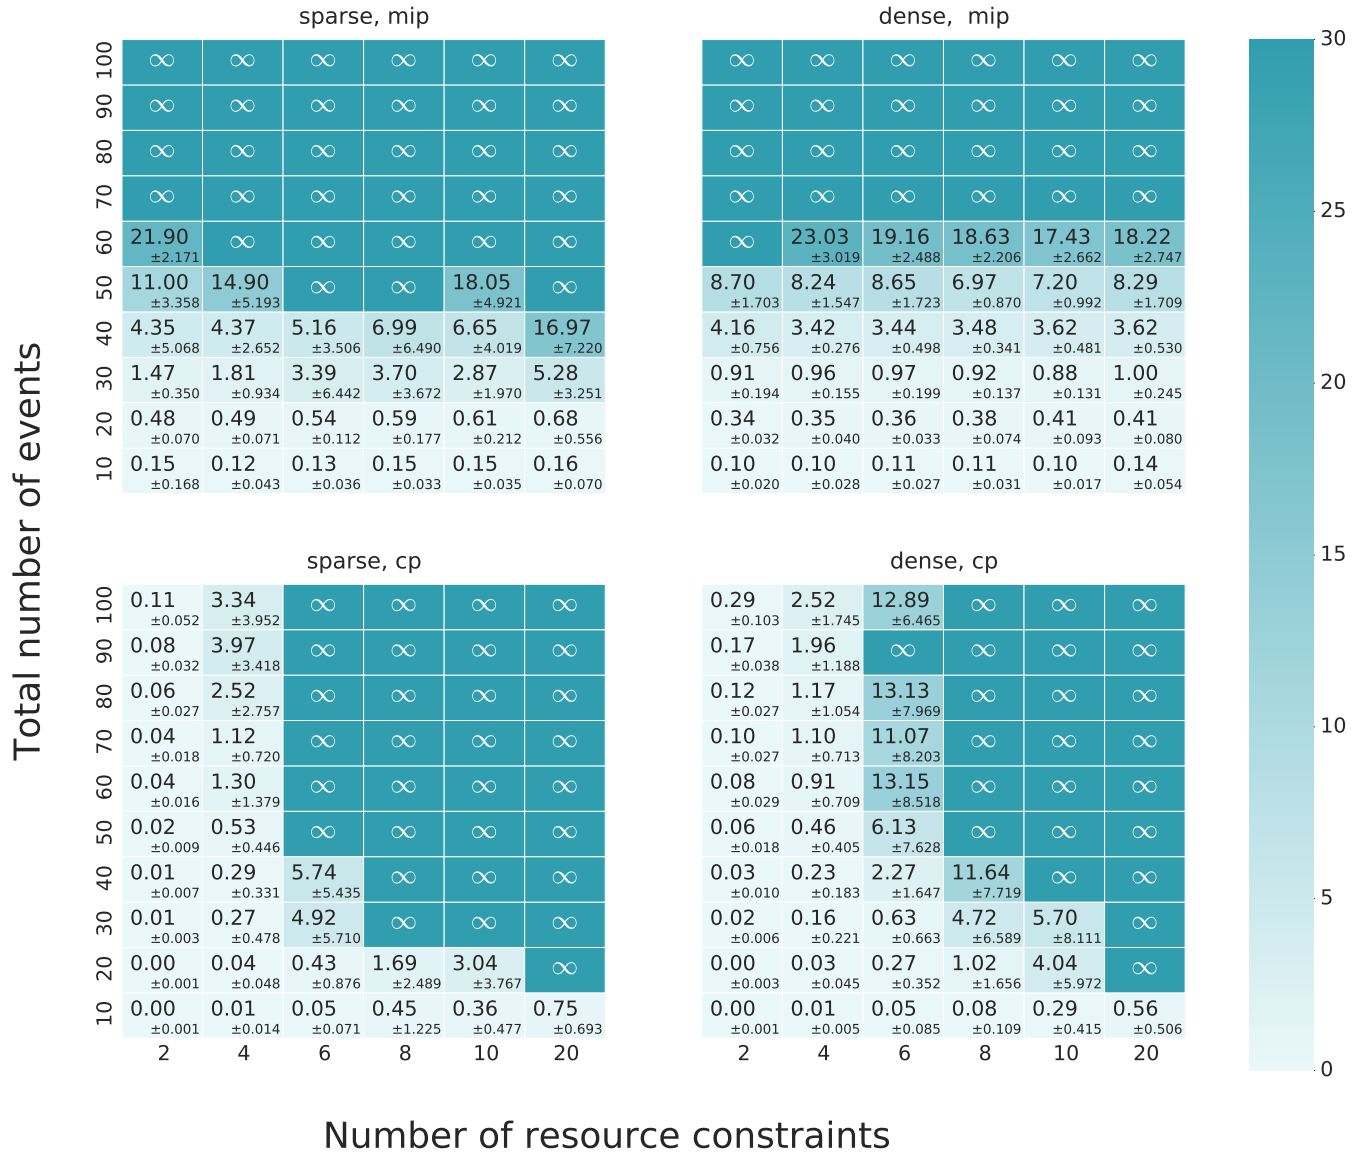 sparse, mip
dense, mip
100 ∞ ∞ ∞ ∞ ∞ ∞ ∞ ∞ ∞ ∞ ∞ ∞ 30
90 ∞ ∞ ∞ ∞ ∞ ∞ ∞ ∞ ∞ ∞ ∞ ∞
80 ∞ ∞ ∞ ∞ ∞ ∞ ∞ ∞ ∞ ∞ ∞ ∞
70 ∞ ∞ ∞ ∞ ∞ ∞ ∞ ∞ ∞ ∞ ∞ ∞ 25
60 21.90 ∞ ∞ ∞ ∞ ∞ ∞ 23.03 19.16 18.63 17.43 18.22
±2.171 ±3.019 ±2.488 ±2.206 ±2.662 ±2.747
50 11.00 14.90 ∞ ∞ 18.05 ∞ 8.70 8.24 8.65 6.97 7.20 8.29
±3.358 ±5.193 ±4.921 ±1.703 ±1.547 ±1.723 ±0.870 ±0.992 ±1.709
40 4.35 4.37 5.16 6.99 6.65 16.97 4.16 3.42 3.44 3.48 3.62 3.62
±5.068 ±2.652 ±3.506 ±6.490 ±4.019 ±7.220 ±0.756 ±0.276 ±0.498 ±0.341 ±0.481 ±0.530
30 1.47 1.81 3.39 3.70 2.87 5.28 0.91 0.96 0.97 0.92 0.88 1.00 20
±0.350 ±0.934 ±6.442 ±3.672 ±1.970 ±3.251 ±0.194 ±0.155 ±0.199 ±0.137 ±0.131 ±0.245
20 0.48 0.49 0.54 0.59 0.61 0.68 0.34 0.35 0.36 0.38 0.41 0.41
±0.070 ±0.071 ±0.112 ±0.177 ±0.212 ±0.556 ±0.032 ±0.040 ±0.033 ±0.074 ±0.093 ±0.080
10 0.15 0.12 0.13 0.15 0.15 0.16 0.10 0.10 0.11 0.11 0.10 0.14
±0.168 ±0.043 ±0.036 ±0.033 ±0.035 ±0.070 ±0.020 ±0.028 ±0.027 ±0.031 ±0.017 ±0.054
Total number of events
15
sparse, cp
dense, cp
100 0.11 3.34 ∞ ∞ ∞ ∞ 0.29 2.52 12.89 ∞ ∞ ∞
±0.052 ±3.952 ±0.103 ±1.745 ±6.465
90 0.08 3.97 ∞ ∞ ∞ ∞ 0.17 1.96 ∞ ∞ ∞ ∞
±0.032 ±3.418 ±0.038 ±1.188
80 0.06 2.52 ∞ ∞ ∞ ∞ 0.12 1.17 13.13 ∞ ∞ ∞
±0.027 ±2.757 ±0.027 ±1.054 ±7.969
70 0.04 1.12 ∞ ∞ ∞ ∞ 0.10 1.10 11.07 ∞ ∞ ∞ 10
±0.018 ±0.720 ±0.027 ±0.713 ±8.203
60 0.04 1.30 ∞ ∞ ∞ ∞ 0.08 0.91 13.15 ∞ ∞ ∞
±0.016 ±1.379 ±0.029 ±0.709 ±8.518
50 0.02 0.53 ∞ ∞ ∞ ∞ 0.06 0.46 6.13 ∞ ∞ ∞
±0.009 ±0.446 ±0.018 ±0.405 ±7.628
40 0.01 0.29 5.74 ∞ ∞ ∞ 0.03 0.23 2.27 11.64 ∞ ∞
±0.007 ±0.331 ±5.435 ±0.010 ±0.183 ±1.647 ±7.719
30 0.01 0.27 4.92 ∞ ∞ ∞ 0.02 0.16 0.63 4.72 5.70 ∞ 5
±0.003 ±0.478 ±5.710 ±0.006 ±0.221 ±0.663 ±6.589 ±8.111
20 0.00 0.04 0.43 1.69 3.04 ∞ 0.00 0.03 0.27 1.02 4.04 ∞
±0.001 ±0.048 ±0.876 ±2.489 ±3.767 ±0.003 ±0.045 ±0.352 ±1.656 ±5.972
10 0.00 0.01 0.05 0.45 0.36 0.75 0.00 0.01 0.05 0.08 0.29 0.56
±0.001 ±0.014 ±0.071 ±1.225 ±0.477 ±0.693 ±0.001 ±0.005 ±0.085 ±0.109 ±0.415 ±0.506
2 4 6 8 10 20 2 4 6 8 10 20 0
Number of resource constraints